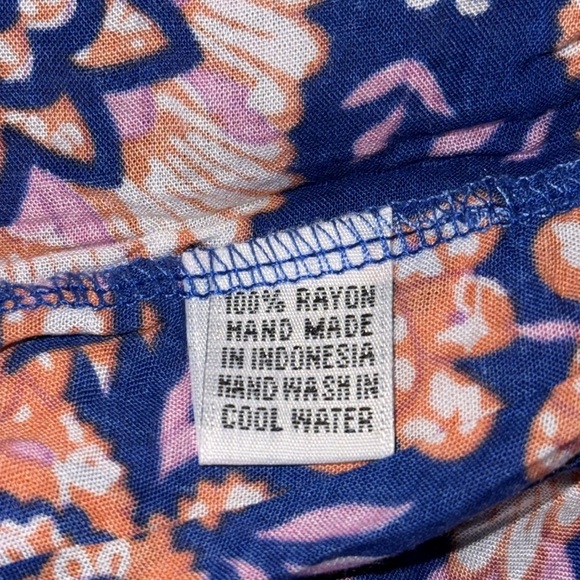 100% RAYON
HAND MADE
IN INDONESIA
HAND WASH IN
COOL WATER